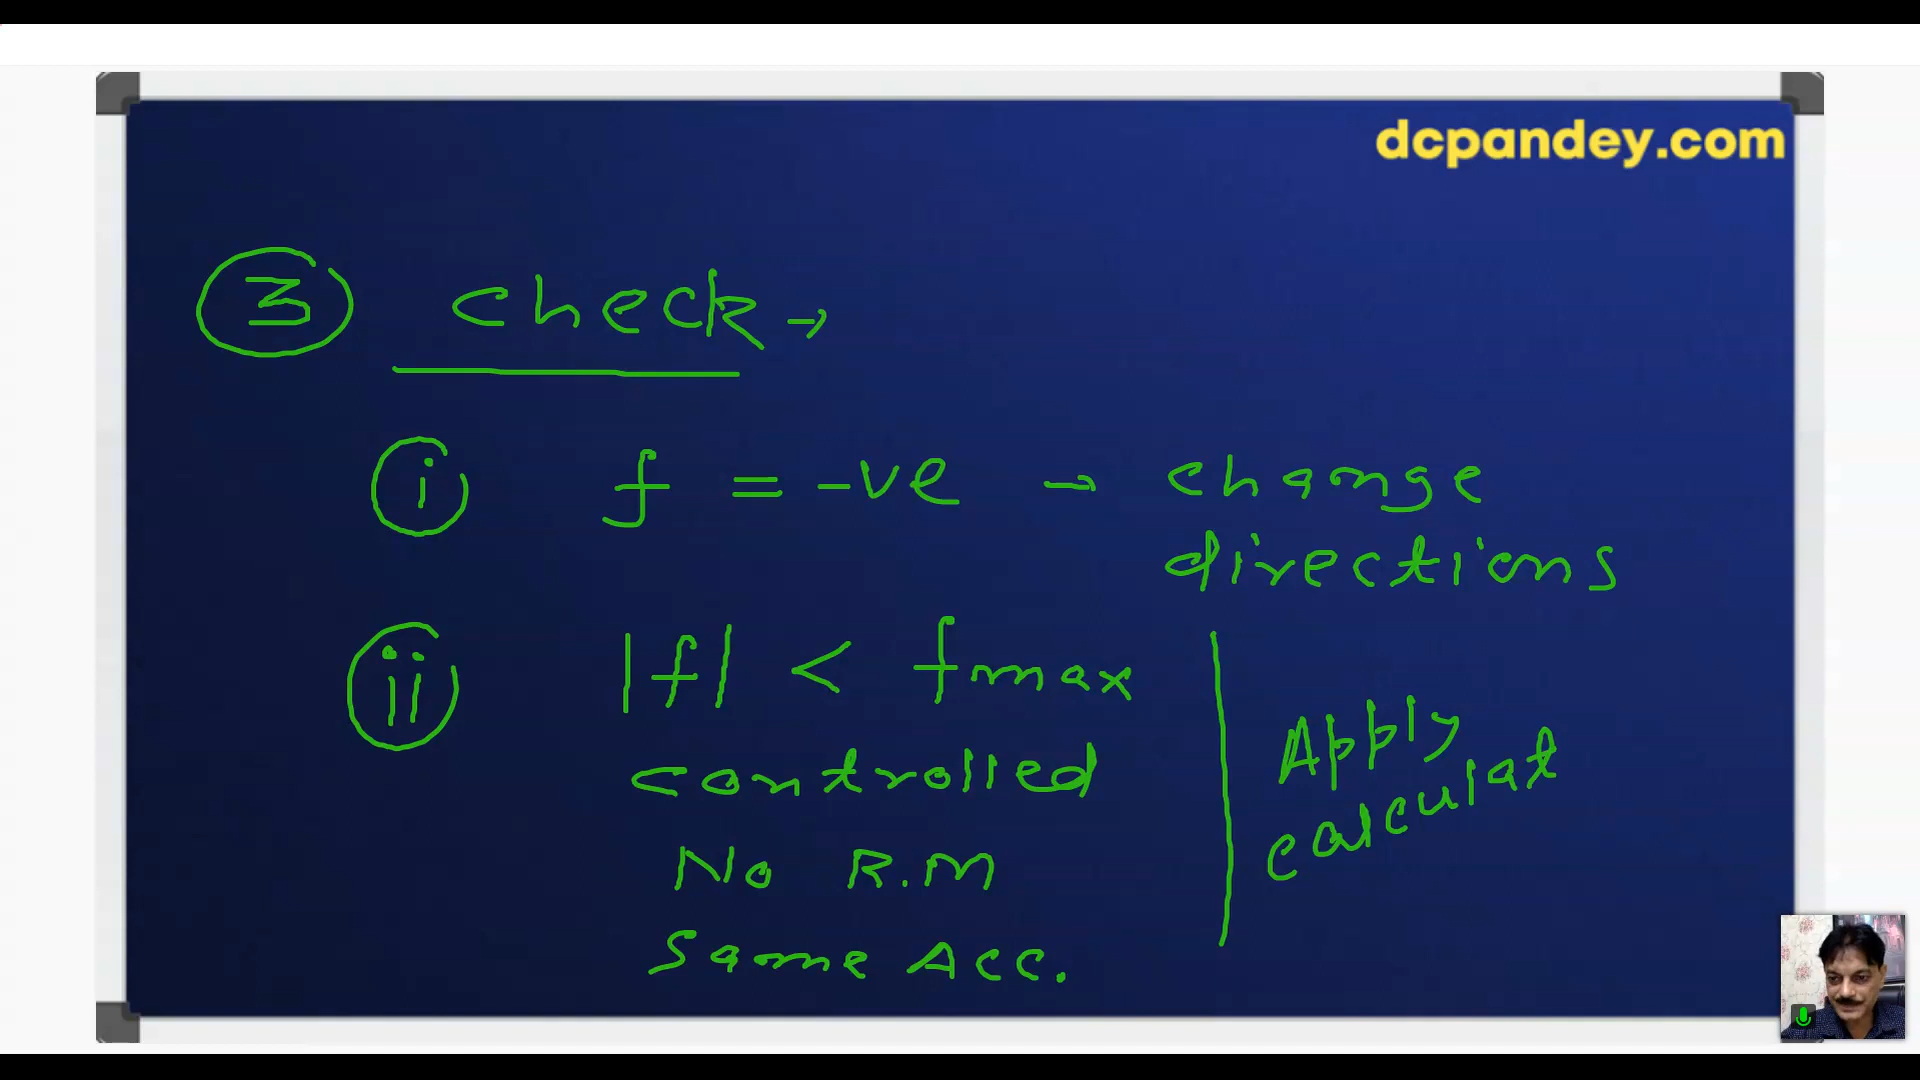 dcpandey.com
3 check →
i f = -ve → change
directions
ii |f| < fmax
Apply
controlled
calculat
No R.M
Same Acc.